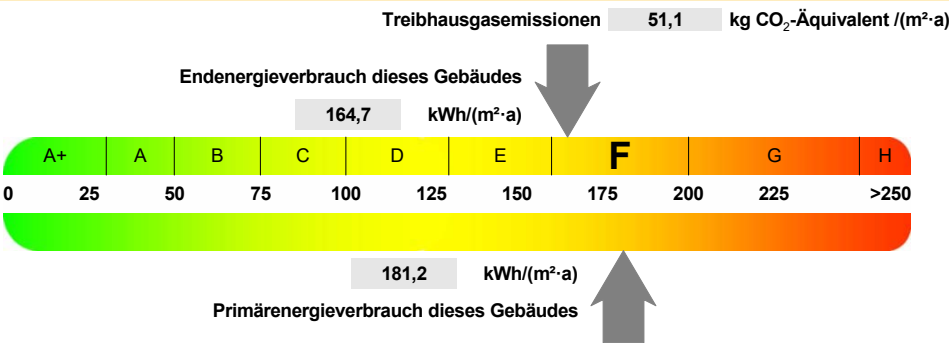 Treibhausgasemissionen 51,1 kg CO₂-Äquivalent /(m²·a)
Endenergieverbrauch dieses Gebäudes
164,7 kWh/(m²·a)
A+ A B C D E F G H
0 25 50 75 100 125 150 175 200 225 >250
181,2 kWh/(m²·a)
Primärenergieverbrauch dieses Gebäudes